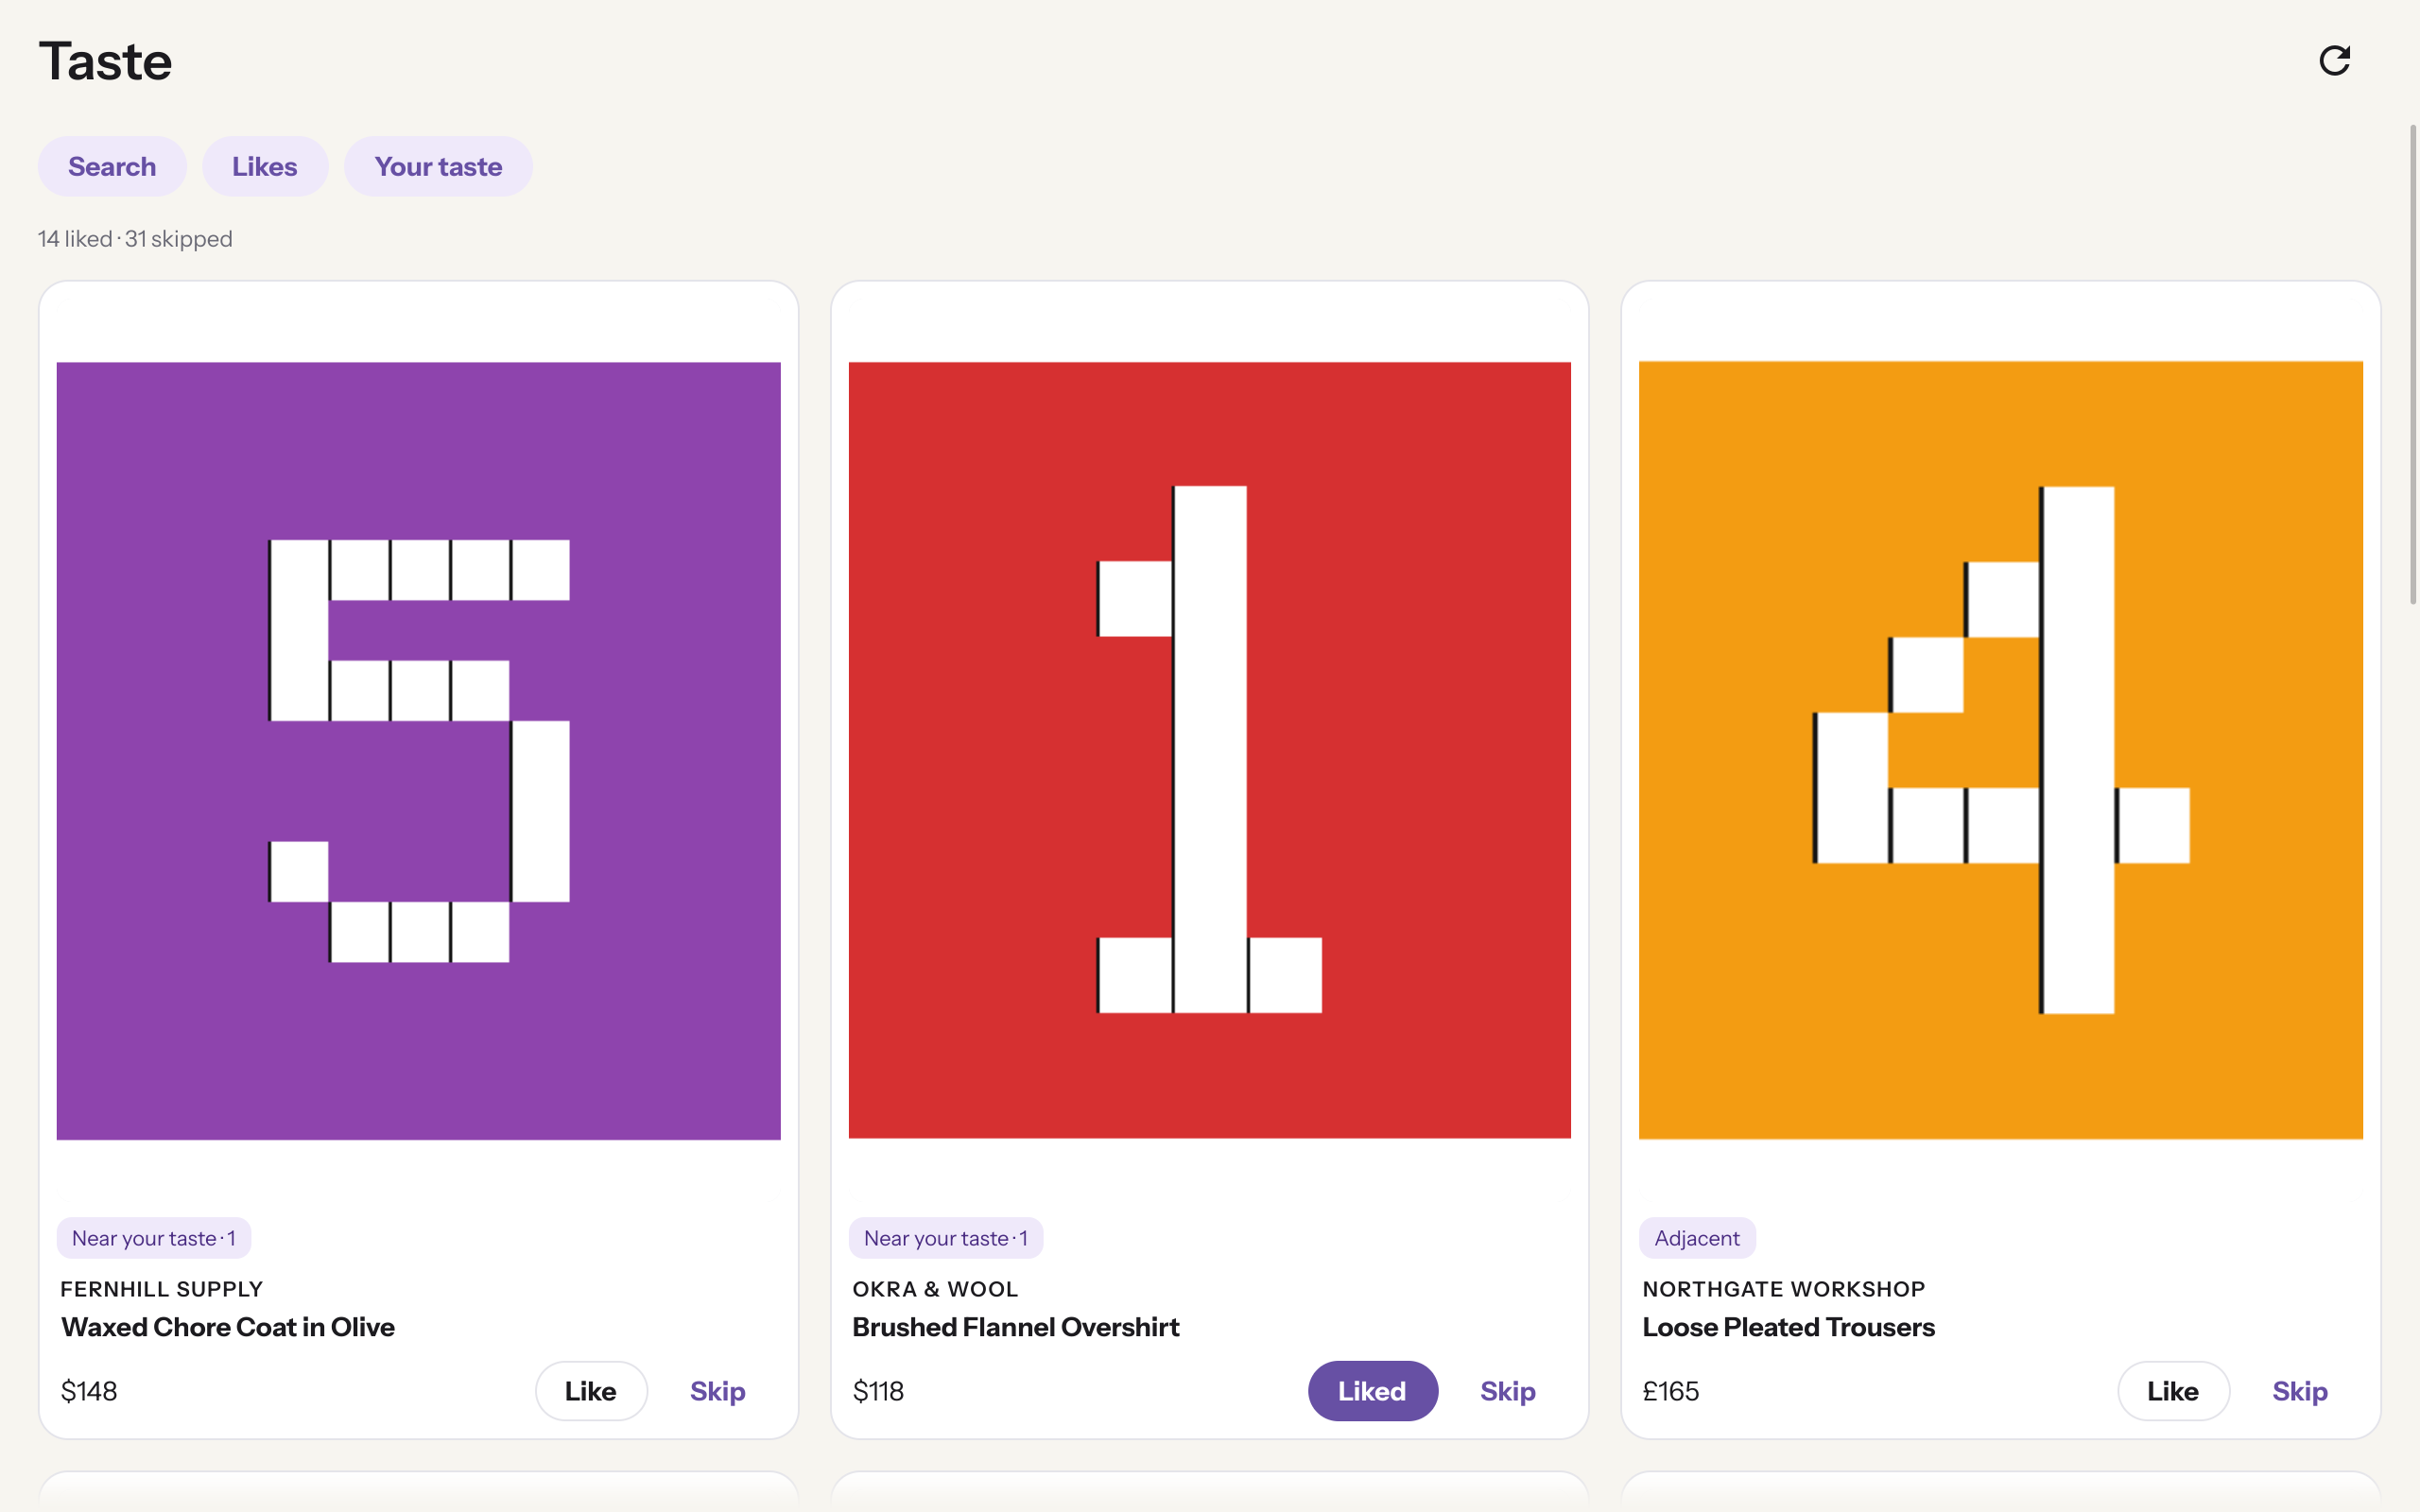 Taste
Search Likes Your taste
14 liked · 31 skipped
5
1
4
Near your taste · 1
FERNHILL SUPPLY
Waxed Chore Coat in Olive
$148 Like Skip
Near your taste · 1
OKRA & WOOL
Brushed Flannel Overshirt
$118 Liked Skip
Adjacent
NORTHGATE WORKSHOP
Loose Pleated Trousers
£165 Like Skip